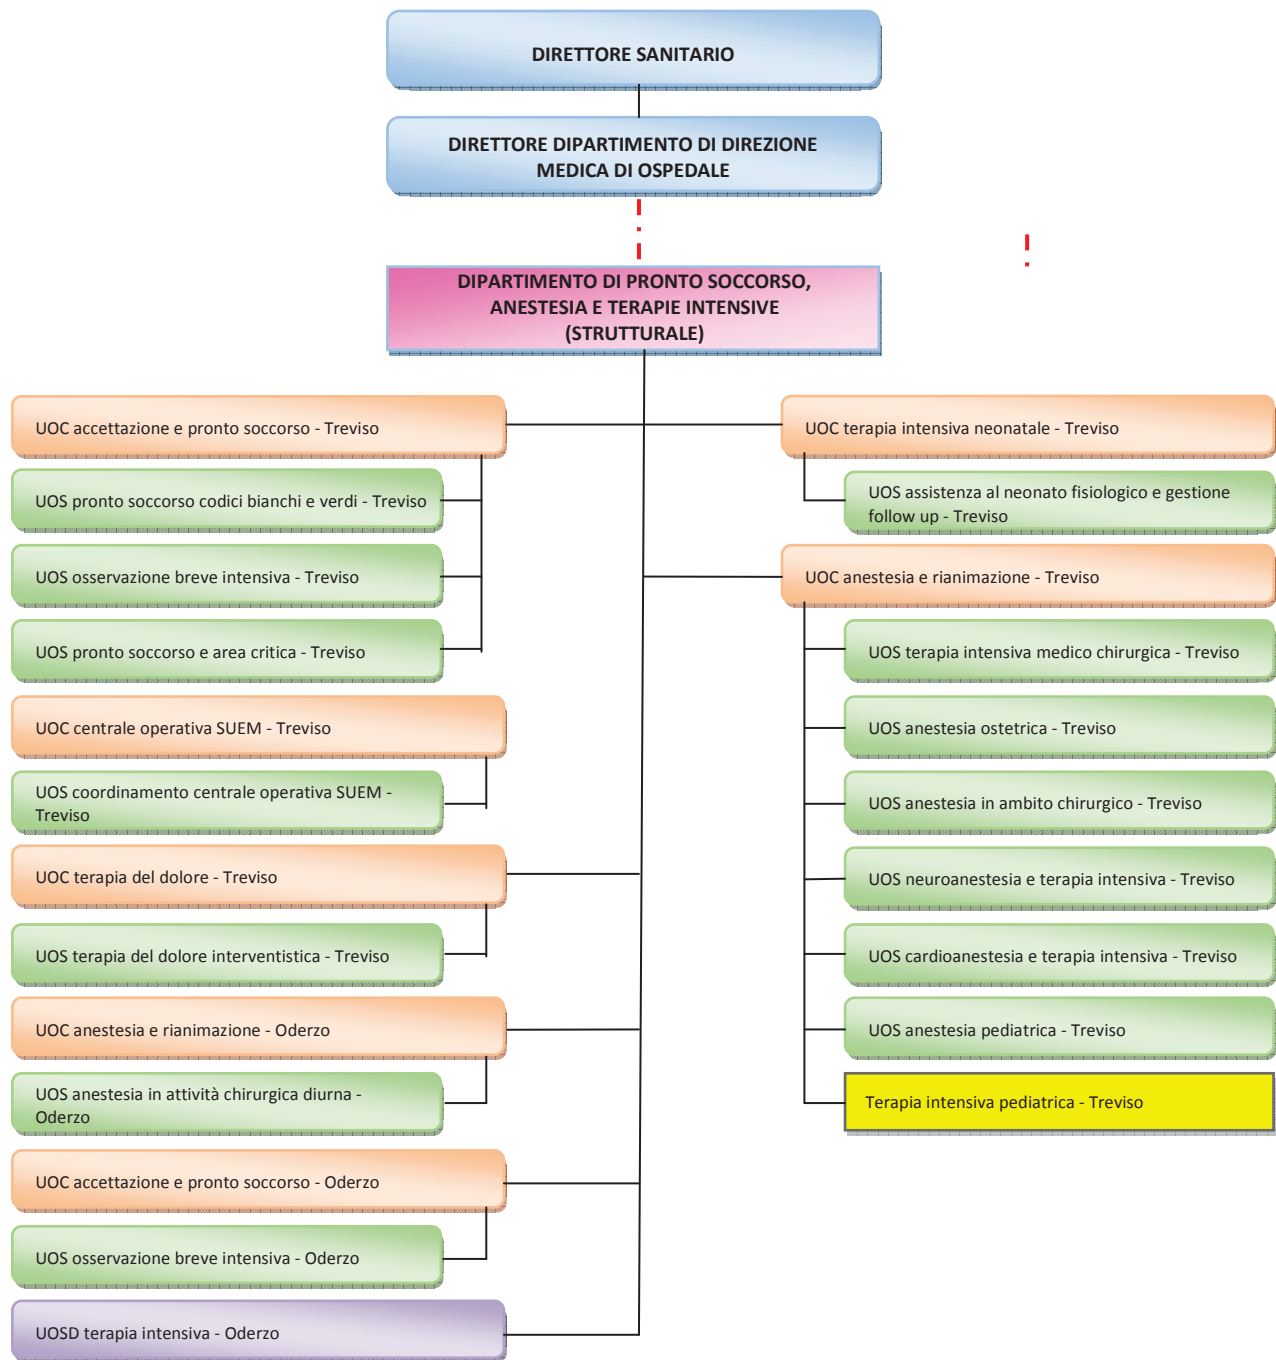 DIRETTORE SANITARIO
DIRETTORE DIPARTIMENTO DI DIREZIONE
MEDICA DI OSPEDALE
DIPARTIMENTO DI PRONTO SOCCORSO,
ANESTESIA E TERAPIE INTENSIVE
(STRUTTURALE)
UOC accettazione e pronto soccorso - Treviso
UOS pronto soccorso codici bianchi e verdi - Treviso
UOS osservazione breve intensiva - Treviso
UOS pronto soccorso e area critica - Treviso
UOC centrale operativa SUEM - Treviso
UOS coordinamento centrale operativa SUEM -
Treviso
UOC terapia del dolore - Treviso
UOS terapia del dolore interventistica - Treviso
UOC anestesia e rianimazione - Oderzo
UOS anestesia in attività chirurgica diurna -
Oderzo
UOC accettazione e pronto soccorso - Oderzo
UOS osservazione breve intensiva - Oderzo
UOSD terapia intensiva - Oderzo
UOC terapia intensiva neonatale - Treviso
UOS assistenza al neonato fisiologico e gestione
follow up - Treviso
UOC anestesia e rianimazione - Treviso
UOS terapia intensiva medico chirurgica - Treviso
UOS anestesia ostetrica - Treviso
UOS anestesia in ambito chirurgico - Treviso
UOS neuroanestesia e terapia intensiva - Treviso
UOS cardioanestesia e terapia intensiva - Treviso
UOS anestesia pediatrica - Treviso
Terapia intensiva pediatrica - Treviso